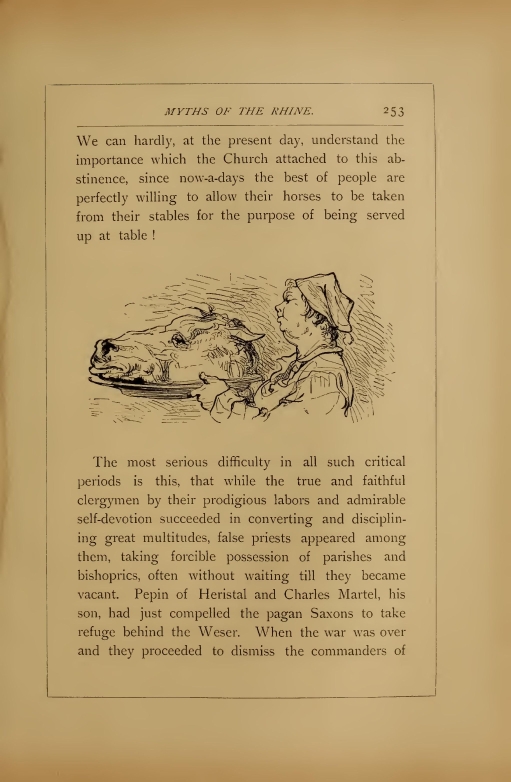 MYTHS OF THE RHINE. 253
We can hardly, at the present day, understand the
importance which the Church attached to this ab-
stinence, since now-a-days the best of people are
perfectly willing to allow their horses to be taken
from their stables for the purpose of being served
up at table !
The most serious difficulty in all such critical
periods is this, that while the true and faithful
clergymen by their prodigious labors and admirable
self-devotion succeeded in converting and disciplin-
ing great multitudes, false priests appeared among
them, taking forcible possession of parishes and
bishoprics, often without waiting till they became
vacant. Pepin of Heristal and Charles Martel, his
son, had just compelled the pagan Saxons to take
refuge behind the Weser. When the war was over
and they proceeded to dismiss the commanders of